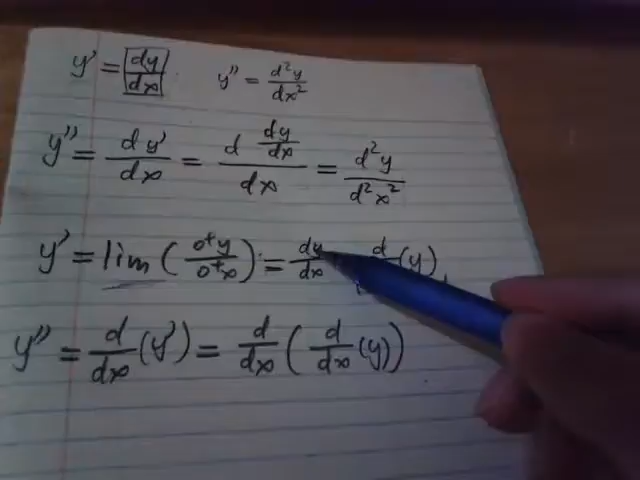 y' = dy/dx y'' = d²y/dx²
y'' = dy'/dx = d dy/dx / dx = d²y/d²x²
y' = lim (o⁺y/o⁺x) = dy/dx d/ (y)
y'' = d/dx (y') = d/dx (d/dx (y))